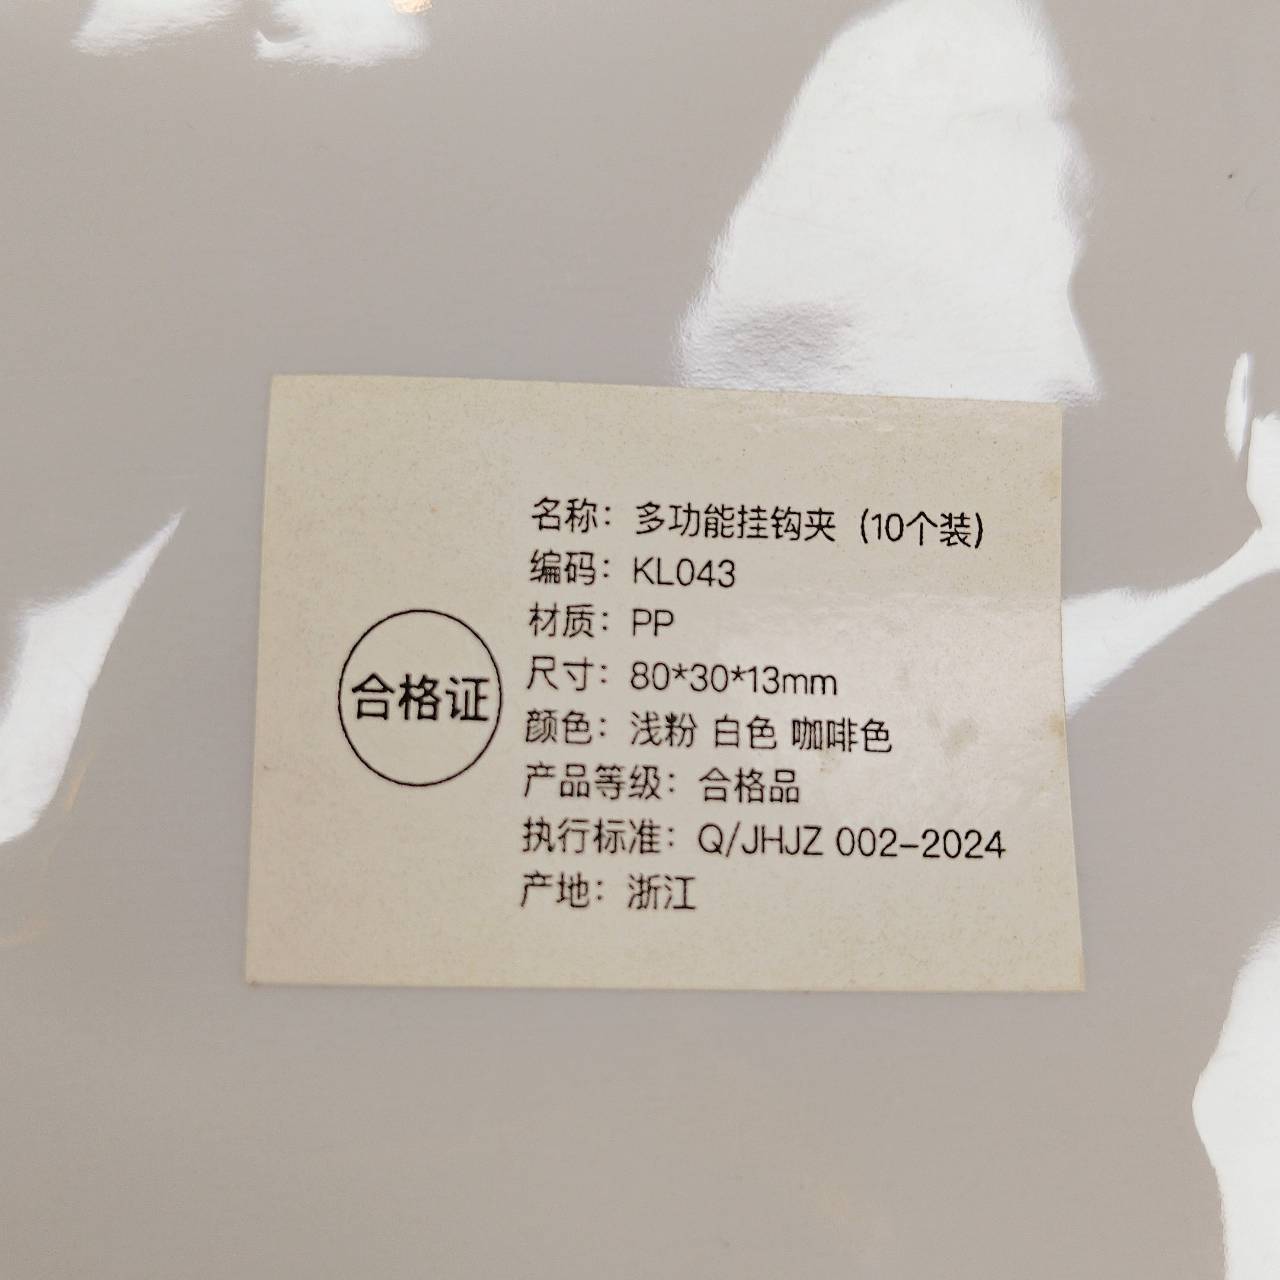 合格证
名称：多功能挂钩夹（10个装）
编码：KL043
材质：PP
尺寸：80*30*13mm
颜色：浅粉 白色 咖啡色
产品等级：合格品
执行标准：Q/JHJZ 002-2024
产地：浙江